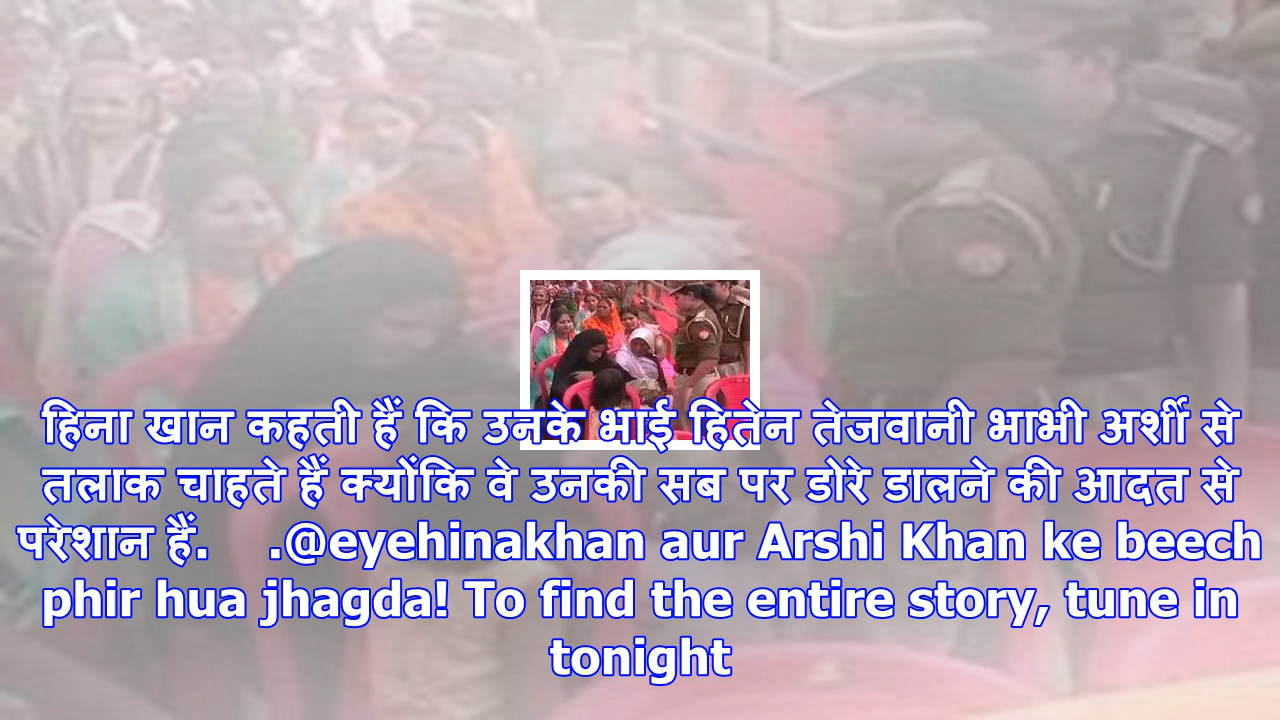 हिना खान कहती हैं कि उनके भाई हितेन तेजवानी भाभी अर्शी से
तलाक चाहते हैं क्योंकि वे उनकी सब पर डोरे डालने की आदत से
परेशान हैं. .@eyehinakhan aur Arshi Khan ke beech
phir hua jhagda! To find the entire story, tune in
tonight